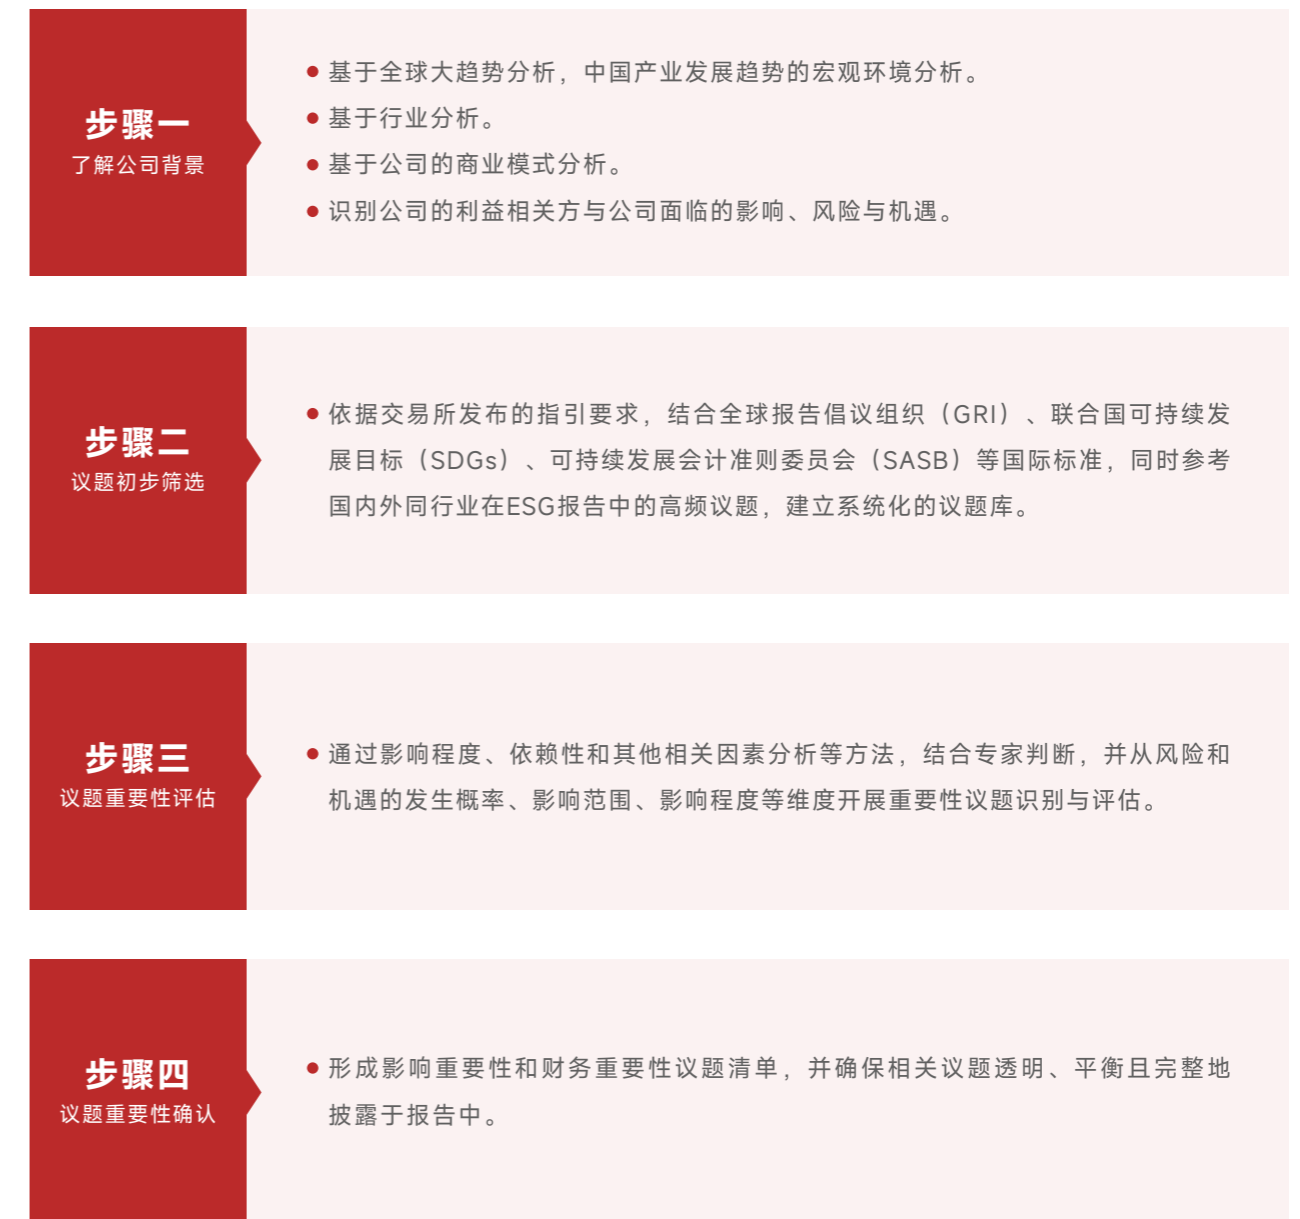 步骤一
了解公司背景
基于全球大趋势分析，中国产业发展趋势的宏观环境分析。
基于行业分析。
基于公司的商业模式分析。
识别公司的利益相关方与公司面临的影响、风险与机遇。
步骤二
议题初步筛选
依据交易所发布的指引要求，结合全球报告倡议组织（GRI）、联合国可持续发
展目标（SDGs）、可持续发展会计准则委员会（SASB）等国际标准，同时参考
国内外同行业在ESG报告中的高频议题，建立系统化的议题库。
步骤三
议题重要性评估
通过影响程度、依赖性和其他相关因素分析等方法，结合专家判断，并从风险和
机遇的发生概率、影响范围、影响程度等维度开展重要性议题识别与评估。
步骤四
议题重要性确认
形成影响重要性和财务重要性议题清单，并确保相关议题透明、平衡且完整地
披露于报告中。